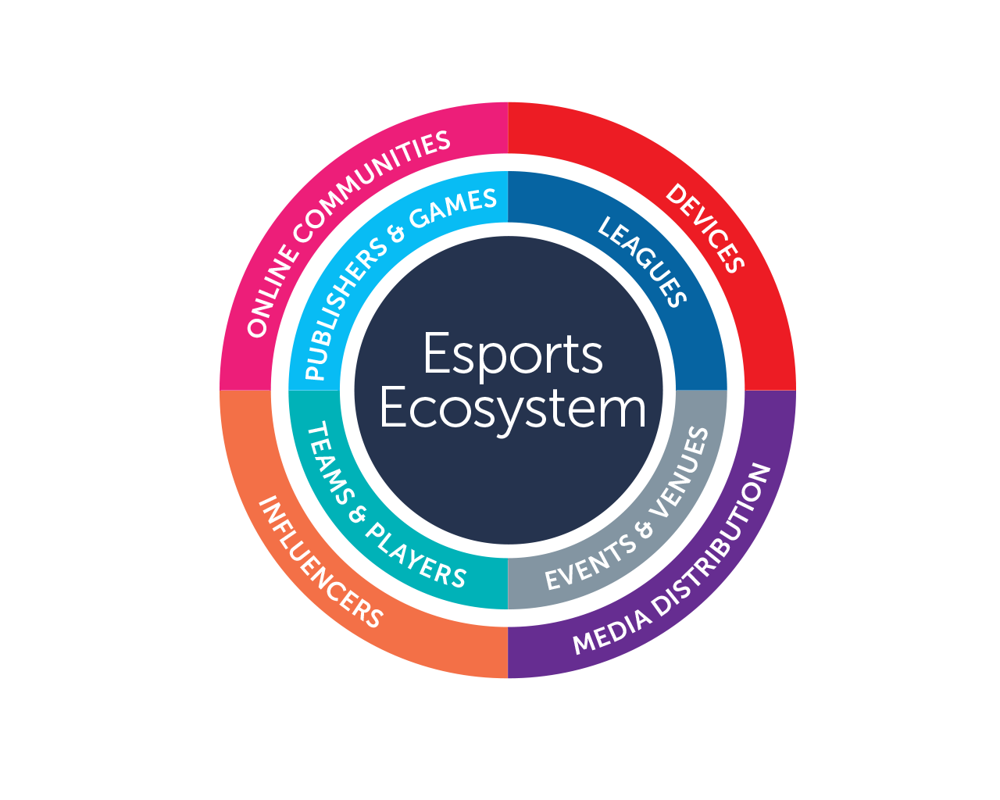 ONLINE COMMUNITIES
DEVICES
PUBLISHERS & GAMES
LEAGUES
Esports
Ecosystem
TEAMS & PLAYERS
EVENTS & VENUES
INFLUENCERS
MEDIA DISTRIBUTION